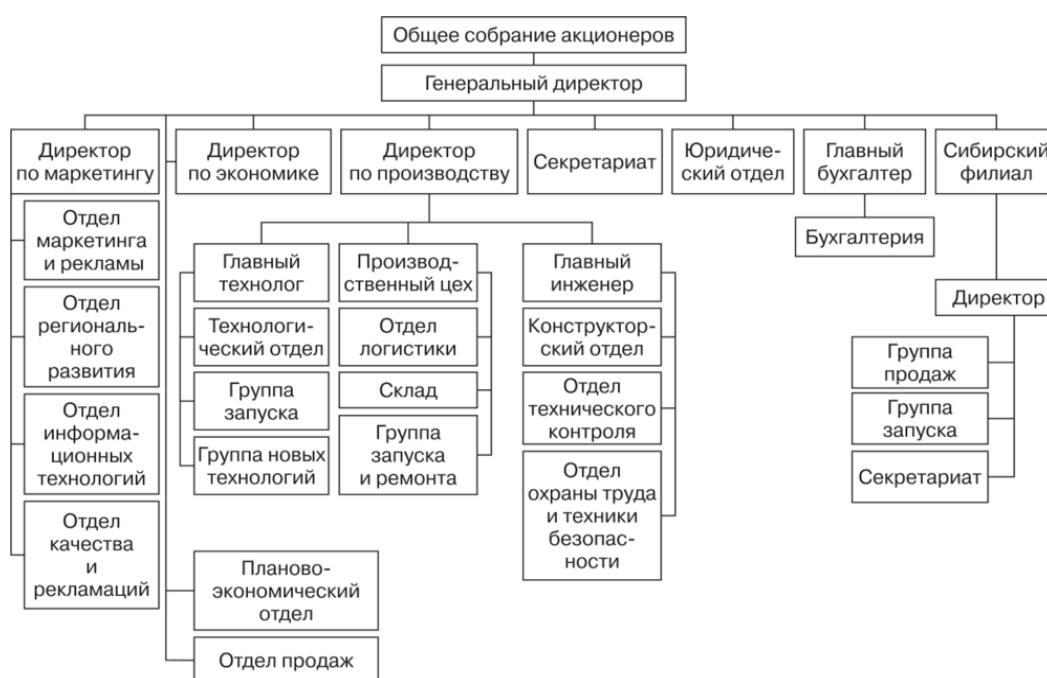 Общее собрание акционеров
Генеральный директор
Директор
по маркетингу
Директор
по экономике
Директор
по производству
Секретариат
Юридиче-
ский отдел
Главный
бухгалтер
Сибирский
филиал
Отдел
маркетинга
и рекламы
Отдел
региональ-
ного
развития
Отдел
информа-
ционных
технологий
Отдел
качества
и
рекламаций
Главный
технолог
Технологи-
ческий отдел
Группа
запуска
Группа новых
технологий
Производ-
ственный цех
Отдел
логистики
Склад
Группа
запуска
и ремонта
Главный
инженер
Конструктор-
ский отдел
Отдел
технического
контроля
Отдел
охраны труда
и техники
безопас-
ности
Бухгалтерия
Директор
Группа
продаж
Группа
запуска
Секретариат
Планово-
экономический
отдел
Отдел продаж